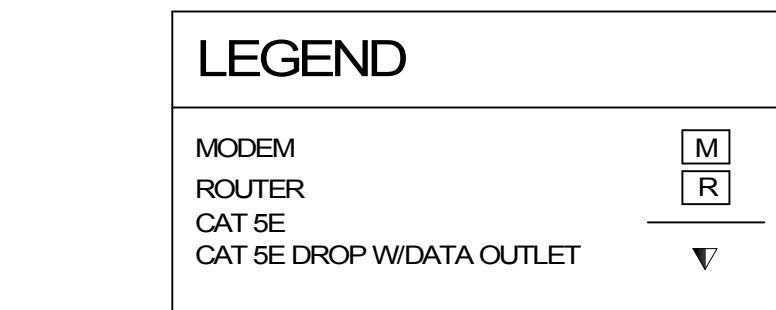 LEGEND
MODEM M
ROUTER R
CAT 5E
CAT 5E DROP W/DATA OUTLET